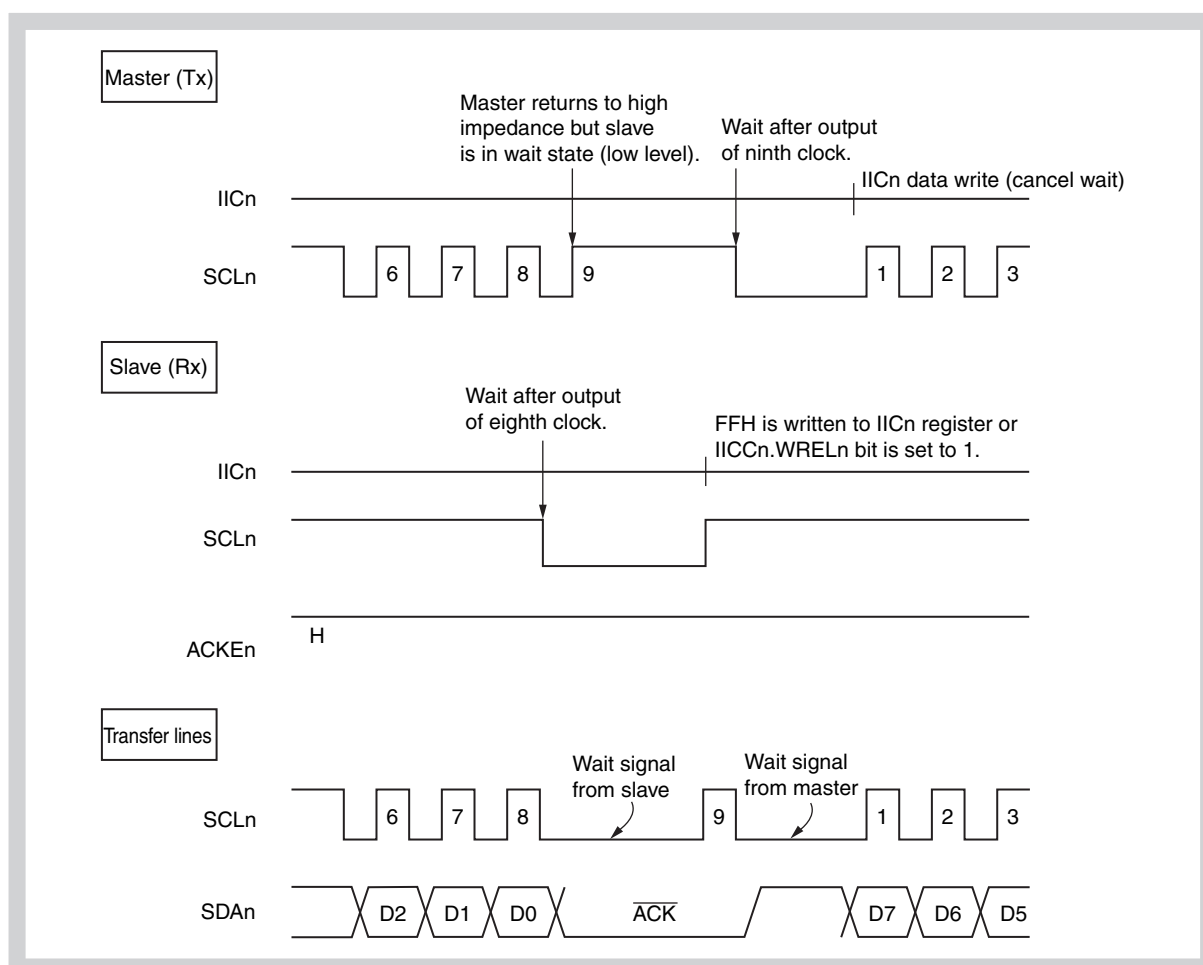 Master (Tx)
Master returns to high
impedance but slave
is in wait state (low level).
Wait after output
of ninth clock.
IICn data write (cancel wait)
IICn
SCLn
6 7 8 9 1 2 3
Slave (Rx)
Wait after output
of eighth clock.
FFH is written to IICn register or
IICCn.WRELn bit is set to 1.
IICn
SCLn
H
ACKEn
Transfer lines
Wait signal
from slave
Wait signal
from master
SCLn
6 7 8 9 1 2 3
SDAn
D2 D1 D0 ACK D7 D6 D5